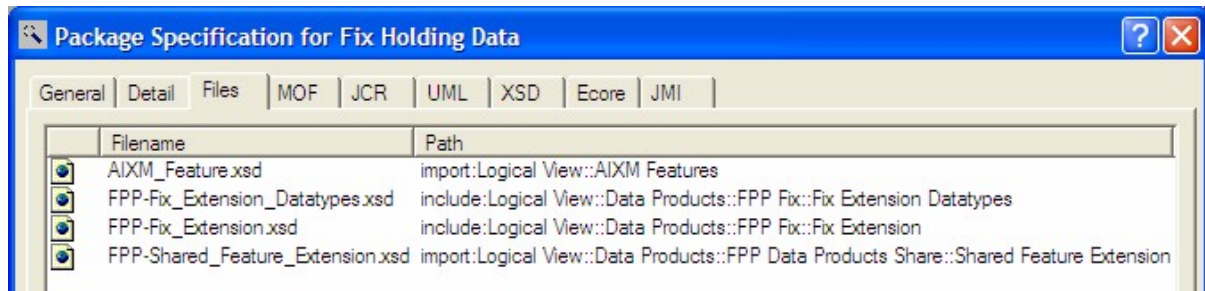 Package Specification for Fix Holding Data ? X
General Detail Files MOF JCR UML XSD Ecore JMI
Filename Path
AIXM_Feature.xsd import:Logical View::AIXM Features
FPP-Fix_Extension_Datatypes.xsd include:Logical View::Data Products::FPP Fix::Fix Extension Datatypes
FPP-Fix_Extension.xsd include:Logical View::Data Products::FPP Fix::Fix Extension
FPP-Shared_Feature_Extension.xsd import:Logical View::Data Products::FPP Data Products Share::Shared Feature Extension